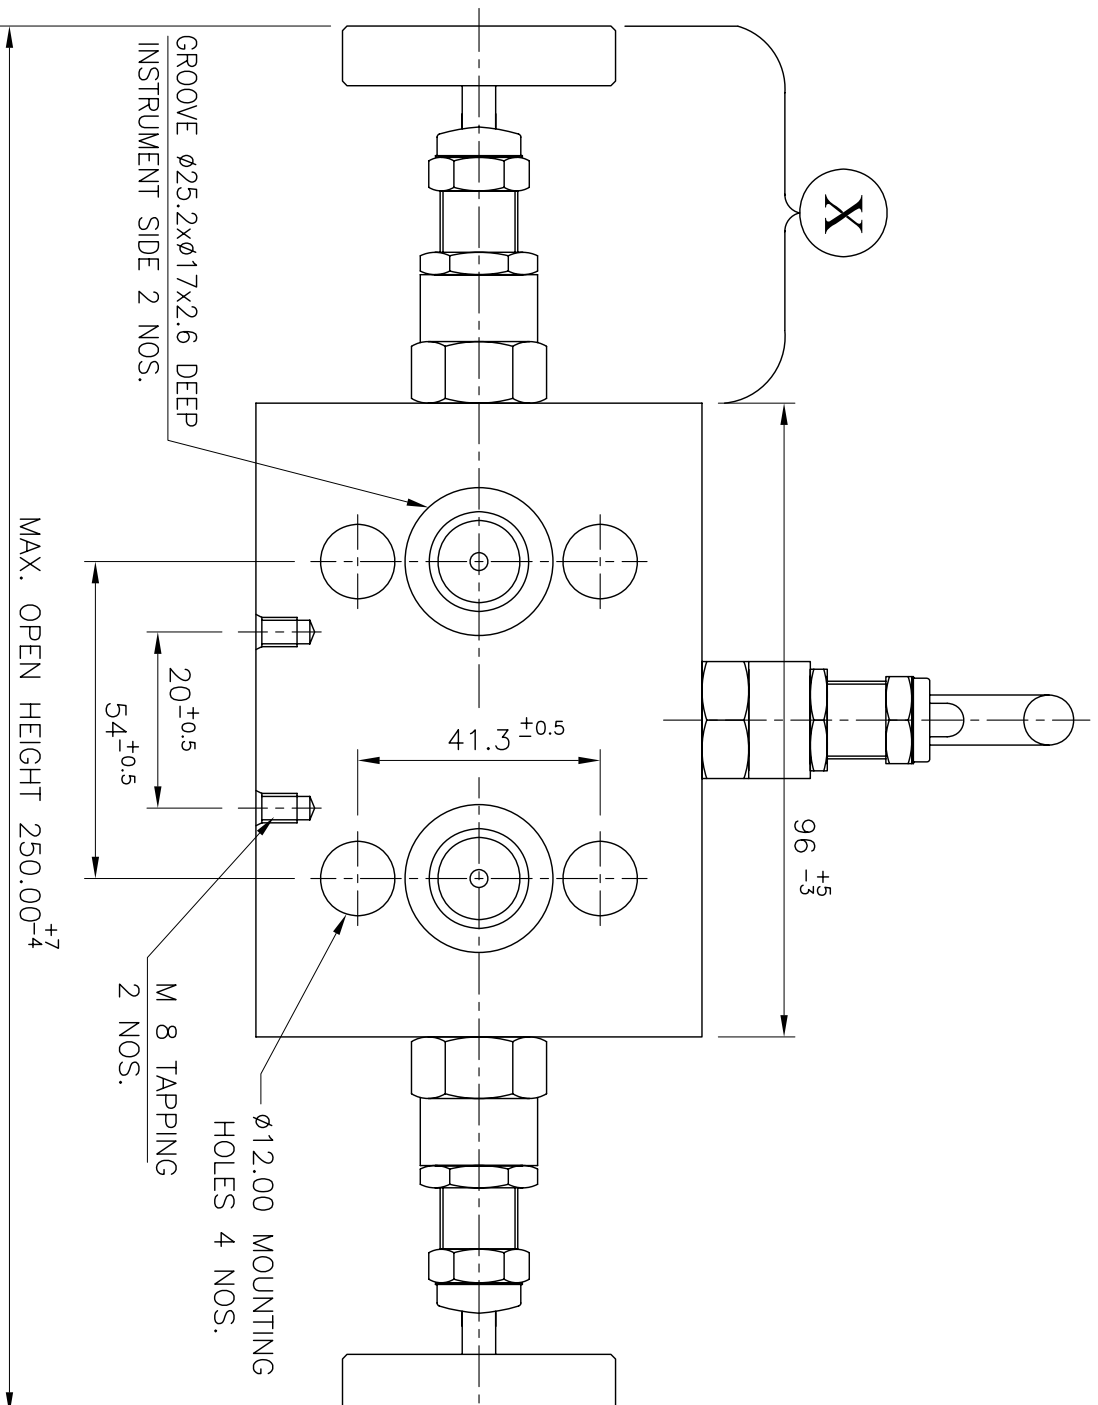 X
GROOVE ø25.2xø17x2.6 DEEP
INSTRUMENT SIDE 2 NOS.
96 +5 -3
41.3±0.5
20±0.5
54±0.5
MAX. OPEN HEIGHT 250.00 +7 -4
M 8 TAPPING
2 NOS.
ø12.00 MOUNTING
HOLES 4 NOS.